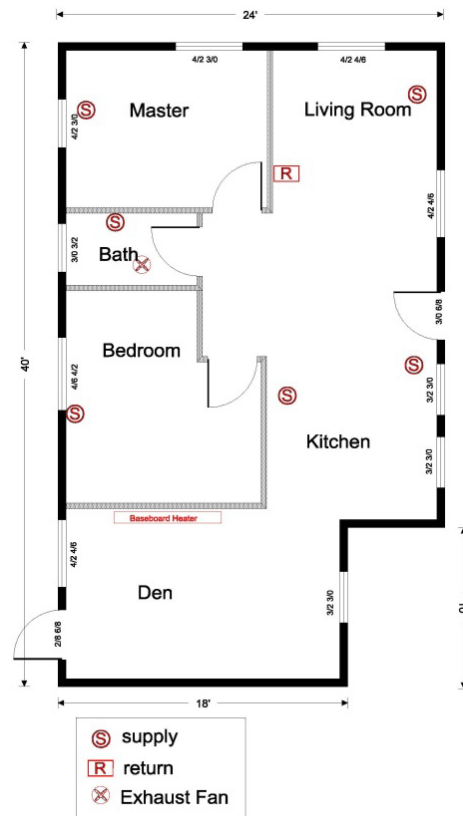 24'
4/2 3/0
4/2 4/6
S
S
Master
Living Room
4/2 3/0
R
4/2 4/6
S
Bath
3/0 3/2
3/0 6/8
40'
Bedroom
4/6 4/2
S
S
S
3/2 3/0
Kitchen
3/2 3/0
Baseboard Heater
4/2 4/6
Den
3/2 3/0
2/8 6/8
18'
S supply
R return
Exhaust Fan